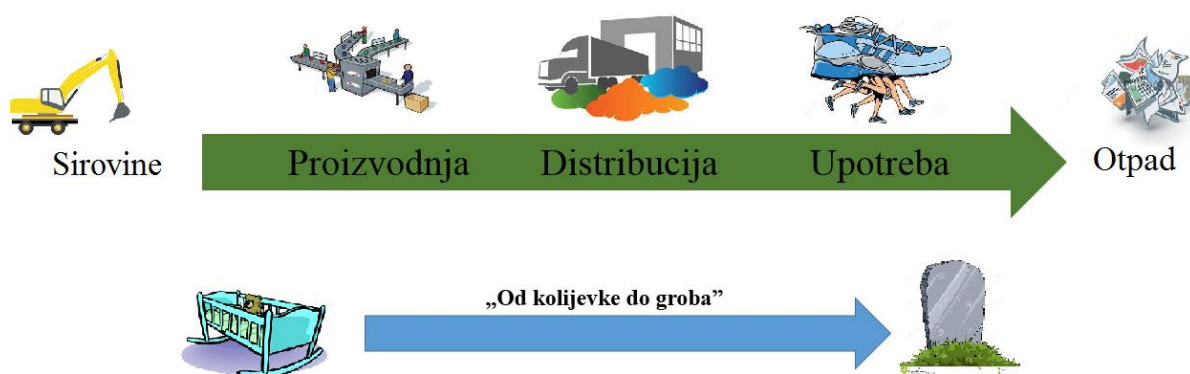 Sirovine
Proizvodnja
Distribucija
Upotreba
Otpad
„Od kolijevke do groba”